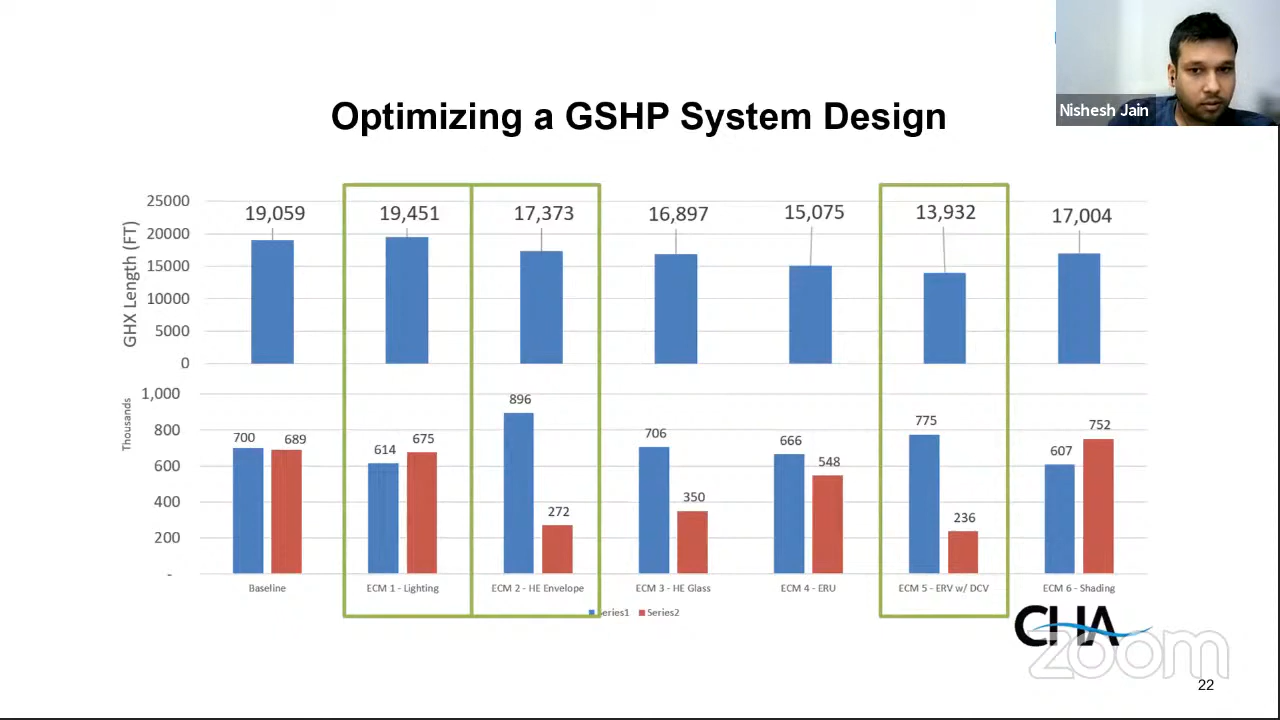 Nishesh Jain
Optimizing a GSHP System Design
GHX Length (FT)
25000
20000
15000
10000
5000
0
19,059
19,451
17,373
16,897
15,075
13,932
17,004
Thousands
1,000
800
600
400
200
-
700
689
614
675
896
272
706
350
666
548
775
236
607
752
Baseline
ECM 1 - Lighting
ECM 2 - HE Envelope
ECM 3 - HE Glass
ECM 4 - ERU
ECM 5 - ERV w/ DCV
ECM 6 - Shading
Series1
Series2
CHA
zoom
22